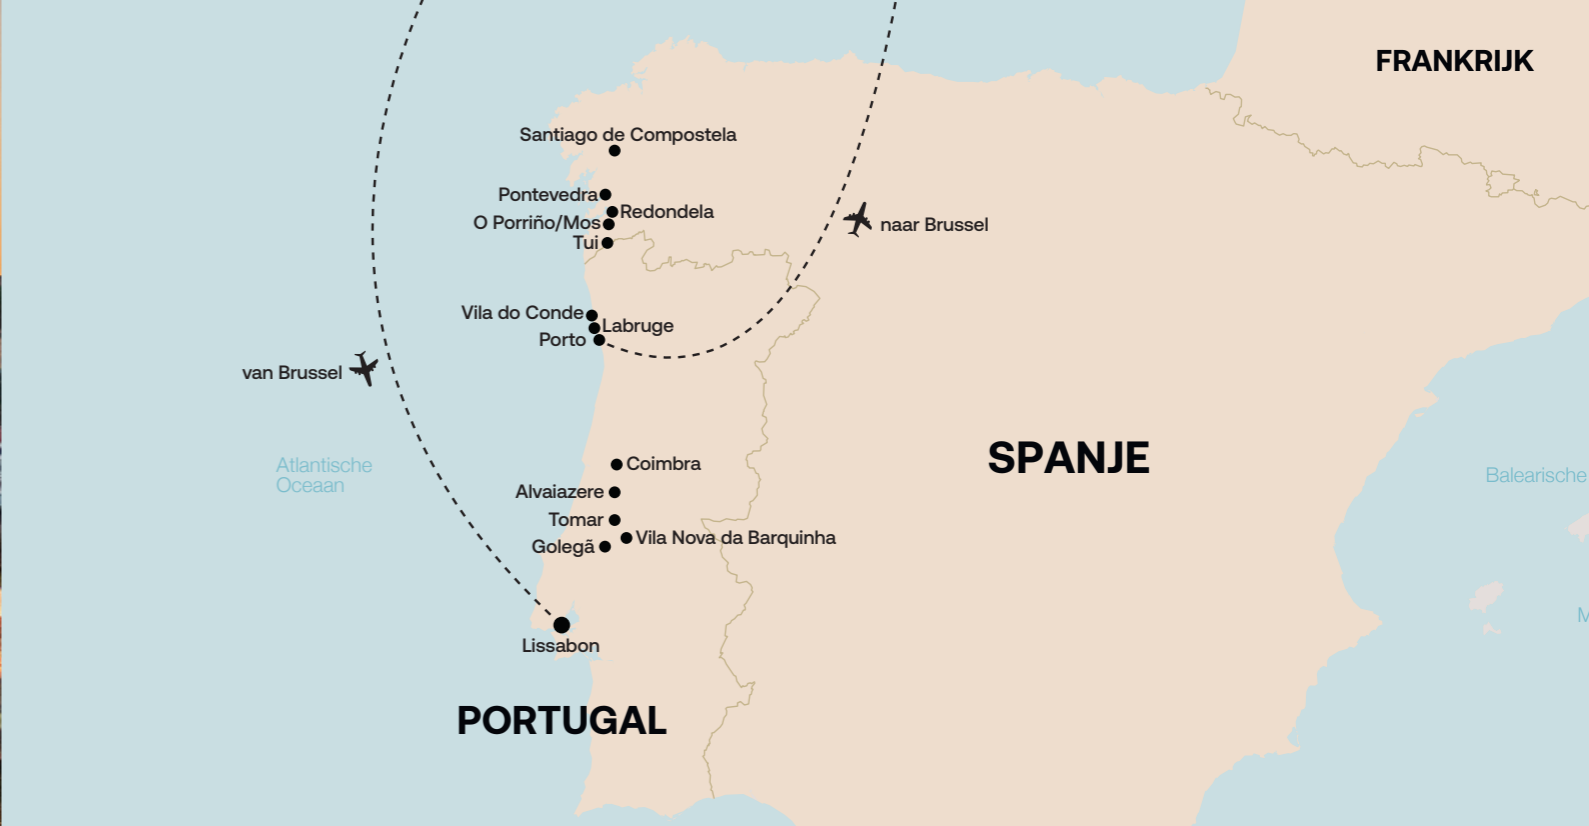 FRANKRIJK
Santiago de Compostela
Pontevedra
Redondela
O Porriño/Mos
naar Brussel
Tui
Vila do Conde
Labruge
Porto
van Brussel
SPANJE
Coimbra
Atlantische
Oceaan
Balearische
Alvaiazere
Tomar
Vila Nova da Barquinha
Golegã
M
Lissabon
PORTUGAL